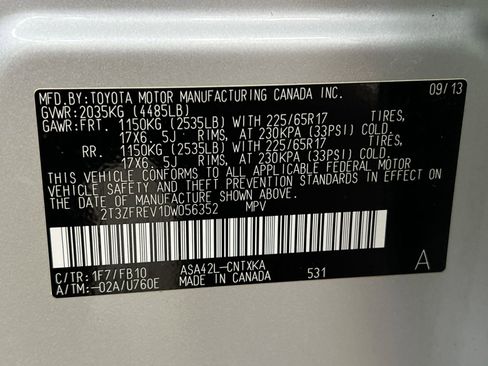 MFD.BY:TOYOTA MOTOR MANUFACTURING CANADA INC. 09/13
GVWR:2035KG (4485LB)
GAWR:FRT. 1150KG (2535LB) WITH 225/65R17 TIRES,
17X6. 5J RIMS, AT 230KPA (33PSI) COLD.
RR. 1150KG (2535LB) WITH 225/65R17 TIRES,
17X6. 5J RIMS, AT 230KPA (33PSI) COLD.
THIS VEHICLE CONFORMS TO ALL APPLICABLE FEDERAL MOTOR
VEHICLE SAFETY AND THEFT PREVENTION STANDARDS IN EFFECT ON
THE DATE OF MANUFACTURE SHOWN ABOVE.
2T3ZFREV1DW056352 MPV
C/TR:1F7/FB10 ASA42L-CNTXKA A
A/TM:-02A/U760E MADE IN CANADA 531